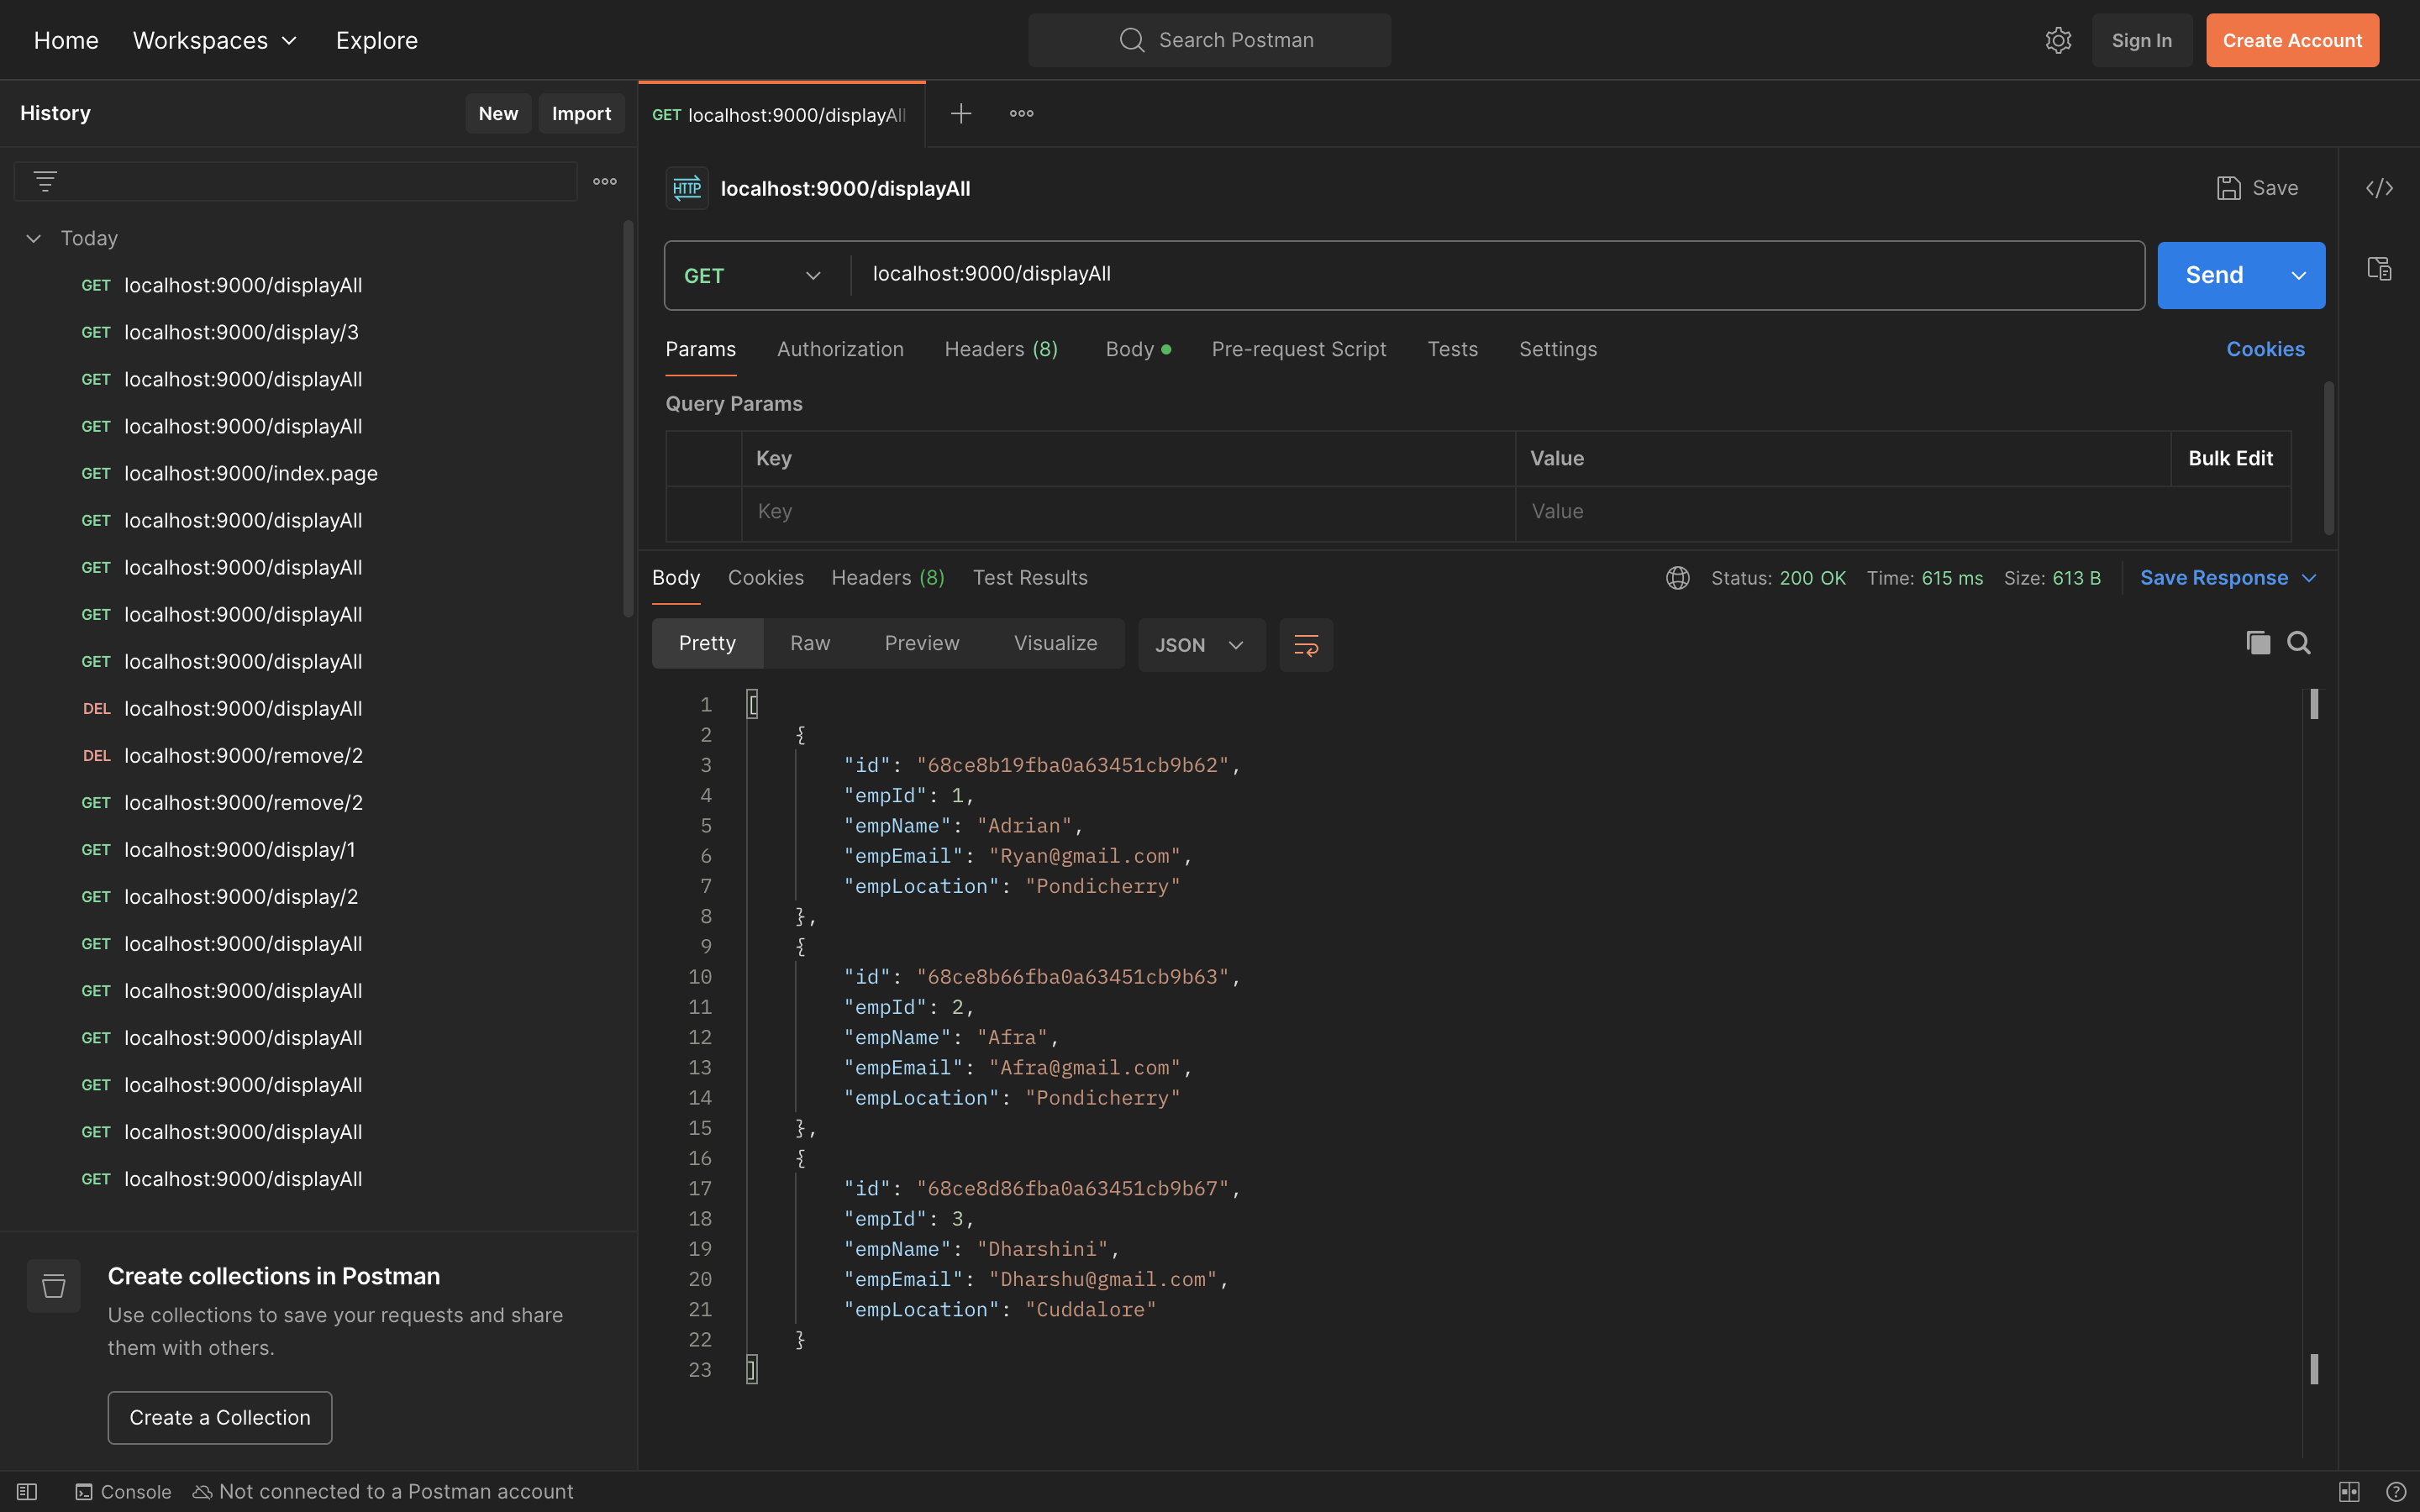 Home Workspaces Explore Search Postman Sign In Create Account
History New Import
Today
GET localhost:9000/displayAll
GET localhost:9000/display/3
GET localhost:9000/displayAll
GET localhost:9000/displayAll
GET localhost:9000/index.page
GET localhost:9000/displayAll
GET localhost:9000/displayAll
GET localhost:9000/displayAll
GET localhost:9000/displayAll
DEL localhost:9000/displayAll
DEL localhost:9000/remove/2
GET localhost:9000/remove/2
GET localhost:9000/display/1
GET localhost:9000/display/2
GET localhost:9000/displayAll
GET localhost:9000/displayAll
GET localhost:9000/displayAll
GET localhost:9000/displayAll
GET localhost:9000/displayAll
GET localhost:9000/displayAll
Create collections in Postman
Use collections to save your requests and share
them with others.
Create a Collection
GET localhost:9000/displayAll
HTTP localhost:9000/displayAll Save
GET localhost:9000/displayAll Send
Params Authorization Headers (8) Body Pre-request Script Tests Settings Cookies
Query Params
Key Value Bulk Edit
Key Value
Body Cookies Headers (8) Test Results Status: 200 OK Time: 615 ms Size: 613 B Save Response
Pretty Raw Preview Visualize JSON
1 [
2 {
3 "id": "68ce8b19fba0a63451cb9b62",
4 "empId": 1,
5 "empName": "Adrian",
6 "empEmail": "Ryan@gmail.com",
7 "empLocation": "Pondicherry"
8 },
9 {
10 "id": "68ce8b66fba0a63451cb9b63",
11 "empId": 2,
12 "empName": "Afra",
13 "empEmail": "Afra@gmail.com",
14 "empLocation": "Pondicherry"
15 },
16 {
17 "id": "68ce8d86fba0a63451cb9b67",
18 "empId": 3,
19 "empName": "Dharshini",
20 "empEmail": "Dharshu@gmail.com",
21 "empLocation": "Cuddalore"
22 }
23 ]
Console Not connected to a Postman account